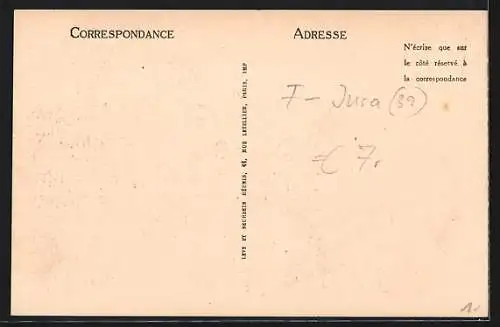 CORRESPONDANCE
ADRESSE
N'écrire que sur
le côté réservé à
la correspondance
LEVY ET NEURDEIN RÉUNIS, 44, RUE LETELLIER, PARIS, IMP
F - Jura (39)
€ 7,